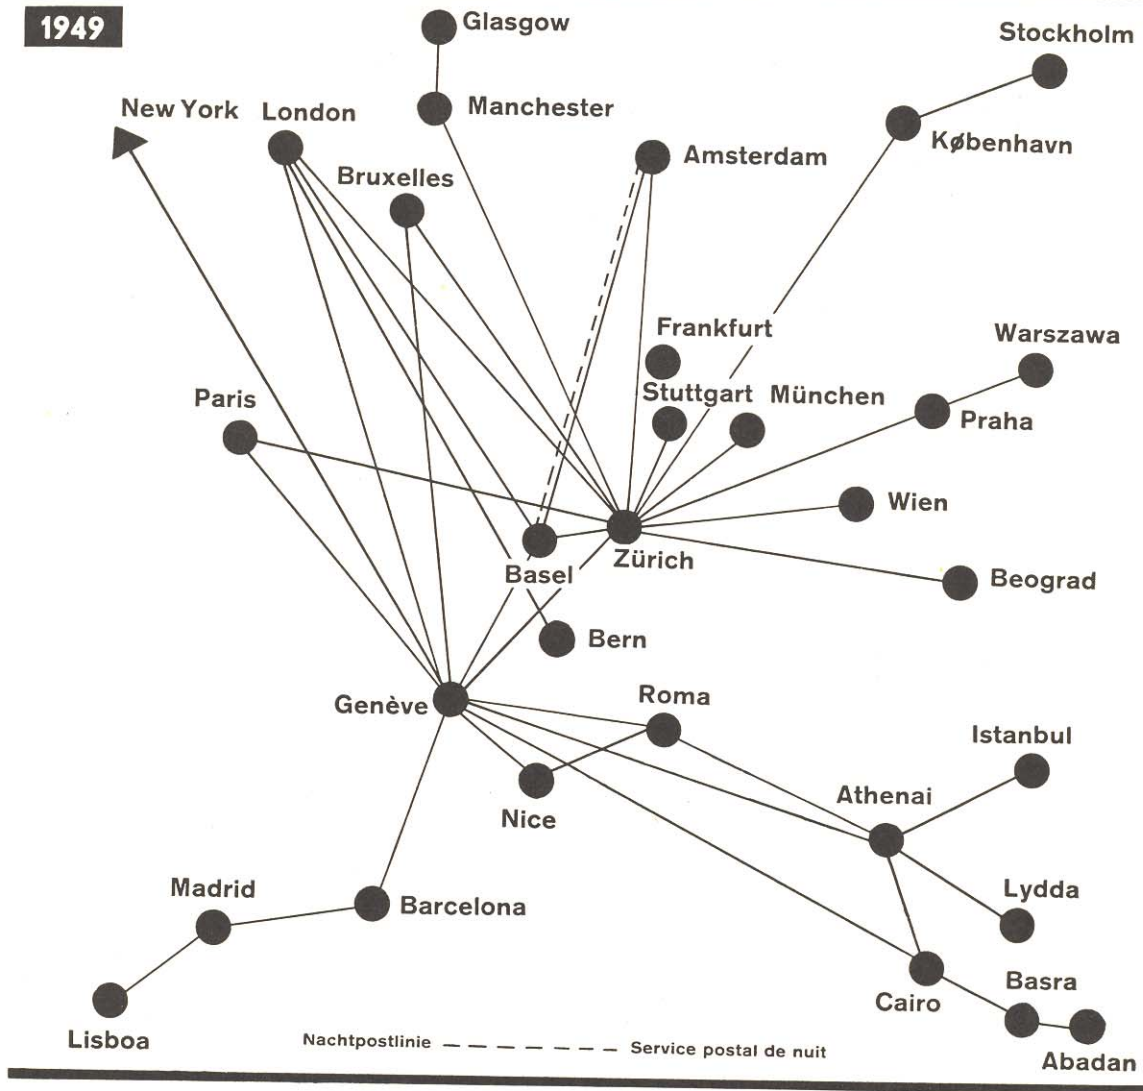 1949
Glasgow
Stockholm
New York
London
Manchester
København
Bruxelles
Amsterdam
Frankfurt
Warszawa
Paris
Stuttgart
München
Praha
Wien
Zürich
Basel
Beograd
Bern
Genève
Roma
Istanbul
Athenai
Nice
Madrid
Barcelona
Lydda
Cairo
Basra
Lisboa
Nachtpostlinie — — — — — — Service postal de nuit
Abadan